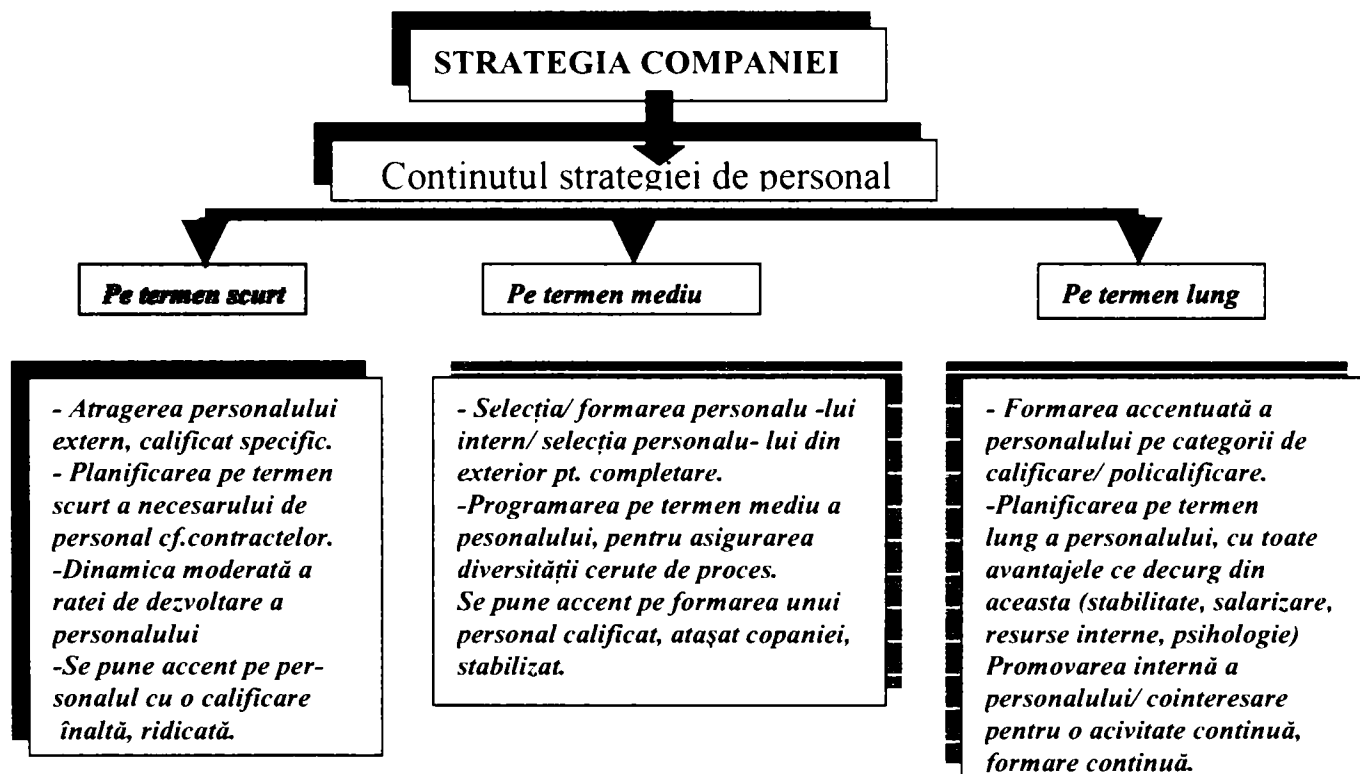 STRATEGIA COMPANIEI
Continutul strategiei de personal
Pe termen scurt
Pe termen mediu
Pe termen lung
- Atragerea personalului
extern, calificat specific.
- Planificarea pe termen
scurt a necesarului de
personal cf.contractelor.
-Dinamica moderată a
ratei de dezvoltare a
personalului
-Se pune accent pe per-
sonalul cu o calificare
înaltă, ridicată.
- Selecția/ formarea personalu -lui
intern/ selecția personalu- lui din
exterior pt. completare.
-Programarea pe termen mediu a
pesonalului, pentru asigurarea
diversității cerute de proces.
Se pune accent pe formarea unui
personal calificat, atașat copaniei,
stabilizat.
- Formarea accentuată a
personalului pe categorii de
calificare/ policalificare.
-Planificarea pe termen
lung a personalului, cu toate
avantajele ce decurg din
aceasta (stabilitate, salarizare,
resurse interne, psihologie)
Promovarea internă a
personalului/ cointeresare
pentru o acivitate continuă,
formare continuă.